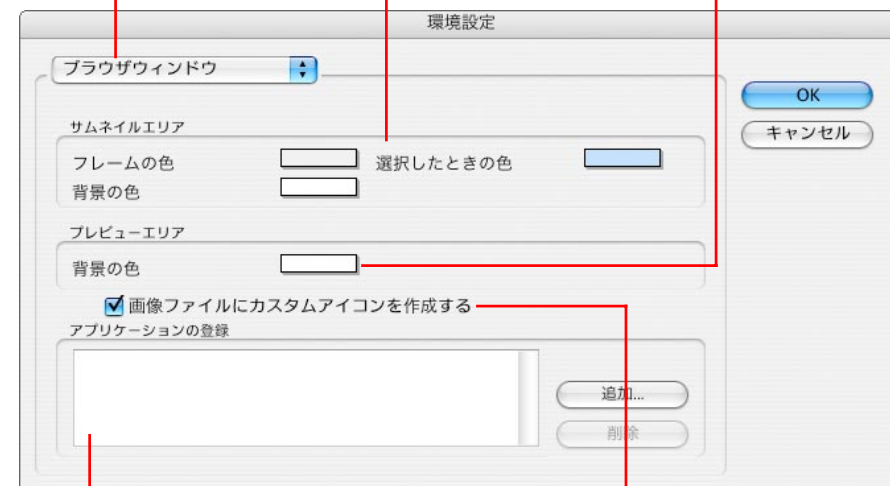 環境設定
ブラウザウィンドウ
OK
キャンセル
サムネイルエリア
フレームの色 選択したときの色
背景の色
プレビューエリア
背景の色
画像ファイルにカスタムアイコンを作成する
アプリケーションの登録
追加...
削除